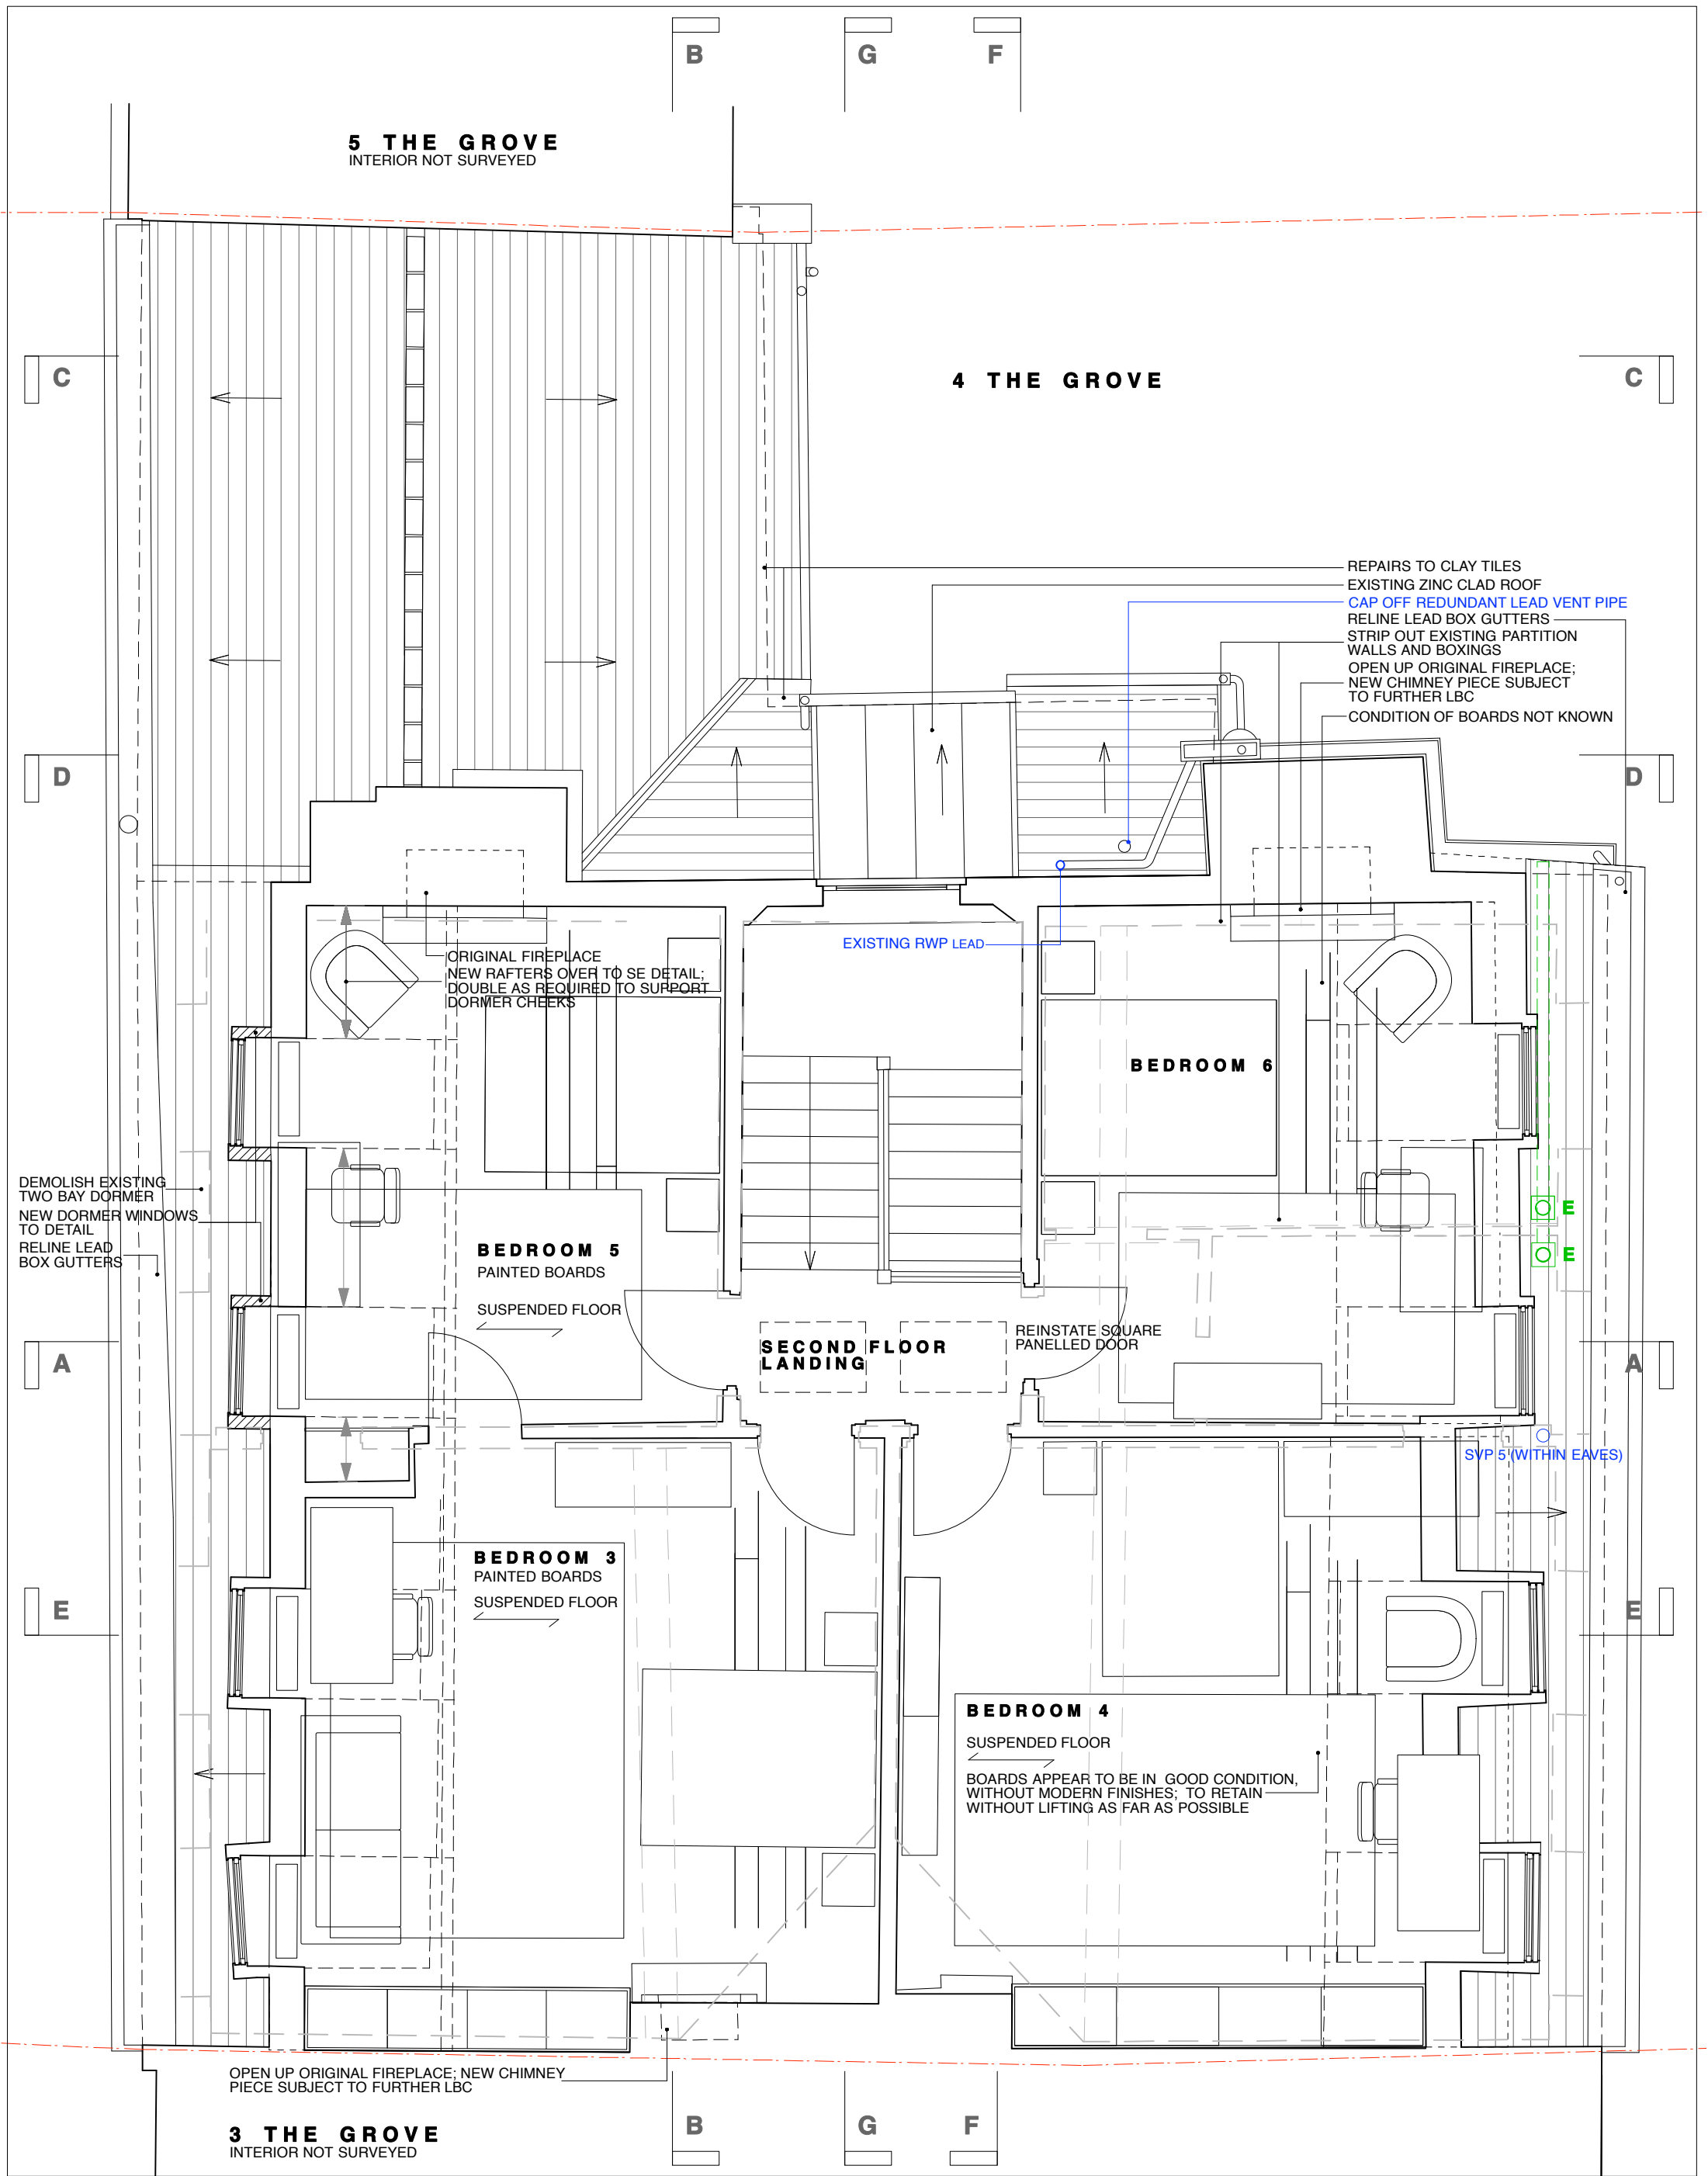 B
G
F
5 THE GROVE
INTERIOR NOT SURVEYED
C
4 THE GROVE
C
REPAIRS TO CLAY TILES
EXISTING ZINC CLAD ROOF
CAP OFF REDUNDANT LEAD VENT PIPE
RELINE LEAD BOX GUTTERS
STRIP OUT EXISTING PARTITION
WALLS AND BOXINGS
OPEN UP ORIGINAL FIREPLACE;
NEW CHIMNEY PIECE SUBJECT
TO FURTHER LBC
CONDITION OF BOARDS NOT KNOWN
D
D
EXISTING RWP LEAD
ORIGINAL FIREPLACE
NEW RAFTERS OVER TO SE DETAIL;
DOUBLE AS REQUIRED TO SUPPORT
DORMER CHEEKS
BEDROOM 6
DEMOLISH EXISTING
TWO BAY DORMER
NEW DORMER WINDOWS
TO DETAIL
RELINE LEAD
BOX GUTTERS
E
E
BEDROOM 5
PAINTED BOARDS
SUSPENDED FLOOR
SECOND FLOOR
LANDING
REINSTATE SQUARE
PANELLED DOOR
A
A
SVP 5 (WITHIN EAVES)
BEDROOM 3
PAINTED BOARDS
SUSPENDED FLOOR
E
E
BEDROOM 4
SUSPENDED FLOOR
BOARDS APPEAR TO BE IN GOOD CONDITION,
WITHOUT MODERN FINISHES; TO RETAIN
WITHOUT LIFTING AS FAR AS POSSIBLE
OPEN UP ORIGINAL FIREPLACE; NEW CHIMNEY
PIECE SUBJECT TO FURTHER LBC
3 THE GROVE
INTERIOR NOT SURVEYED
B
G
F